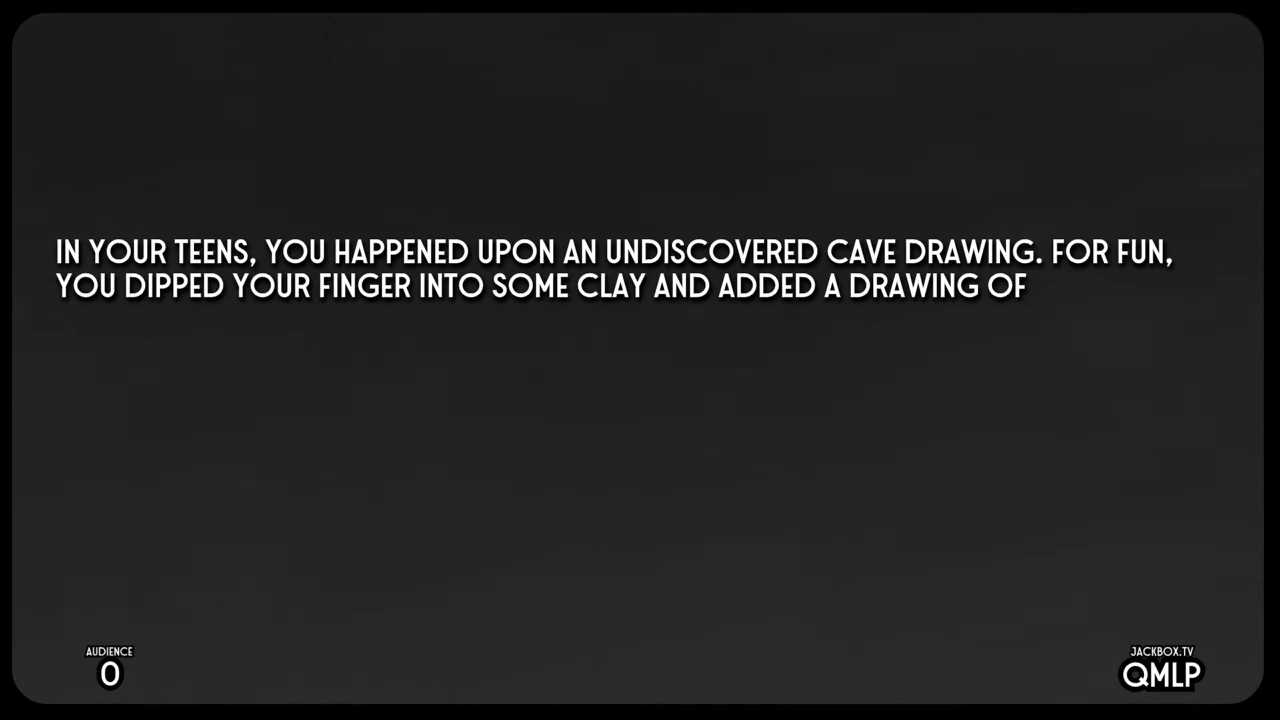 IN YOUR TEENS, YOU HAPPENED UPON AN UNDISCOVERED CAVE DRAWING. FOR FUN,
YOU DIPPED YOUR FINGER INTO SOME CLAY AND ADDED A DRAWING OF
AUDIENCE
0
JACKBOX.TV
QMLP